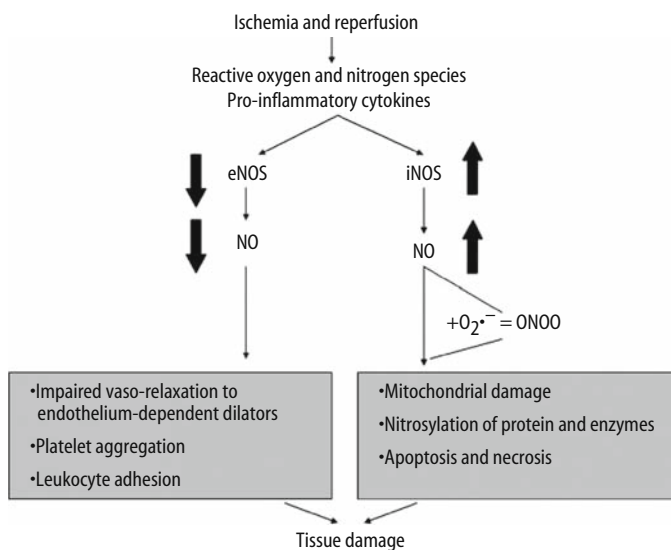 Ischemia and reperfusion
Reactive oxygen and nitrogen species
Pro-inflammatory cytokines
eNOS
iNOS
NO
NO
+O₂•⁻ = ONOO
•Impaired vaso-relaxation to
endothelium-dependent dilators
•Platelet aggregation
•Leukocyte adhesion
•Mitochondrial damage
•Nitrosylation of protein and enzymes
•Apoptosis and necrosis
Tissue damage